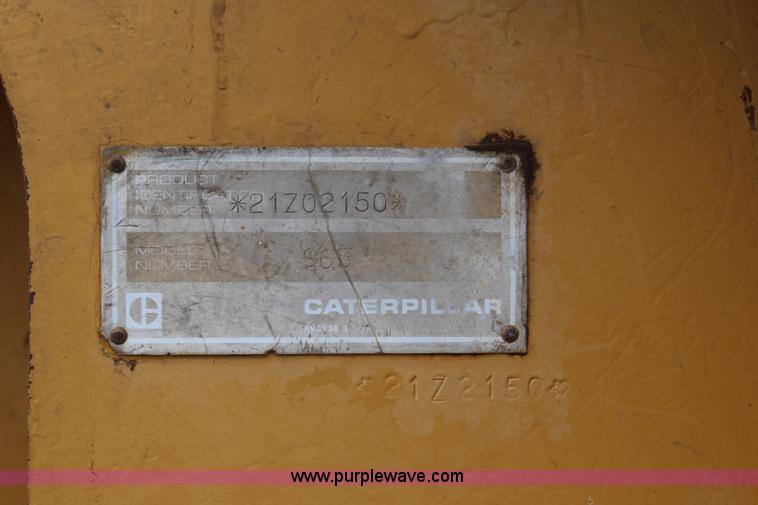 PRODUCT
IDENTIFICATION
NUMBER *21Z02150*
MODEL
NUMBER 963
CATERPILLAR
*21Z2150*
www.purplewave.com